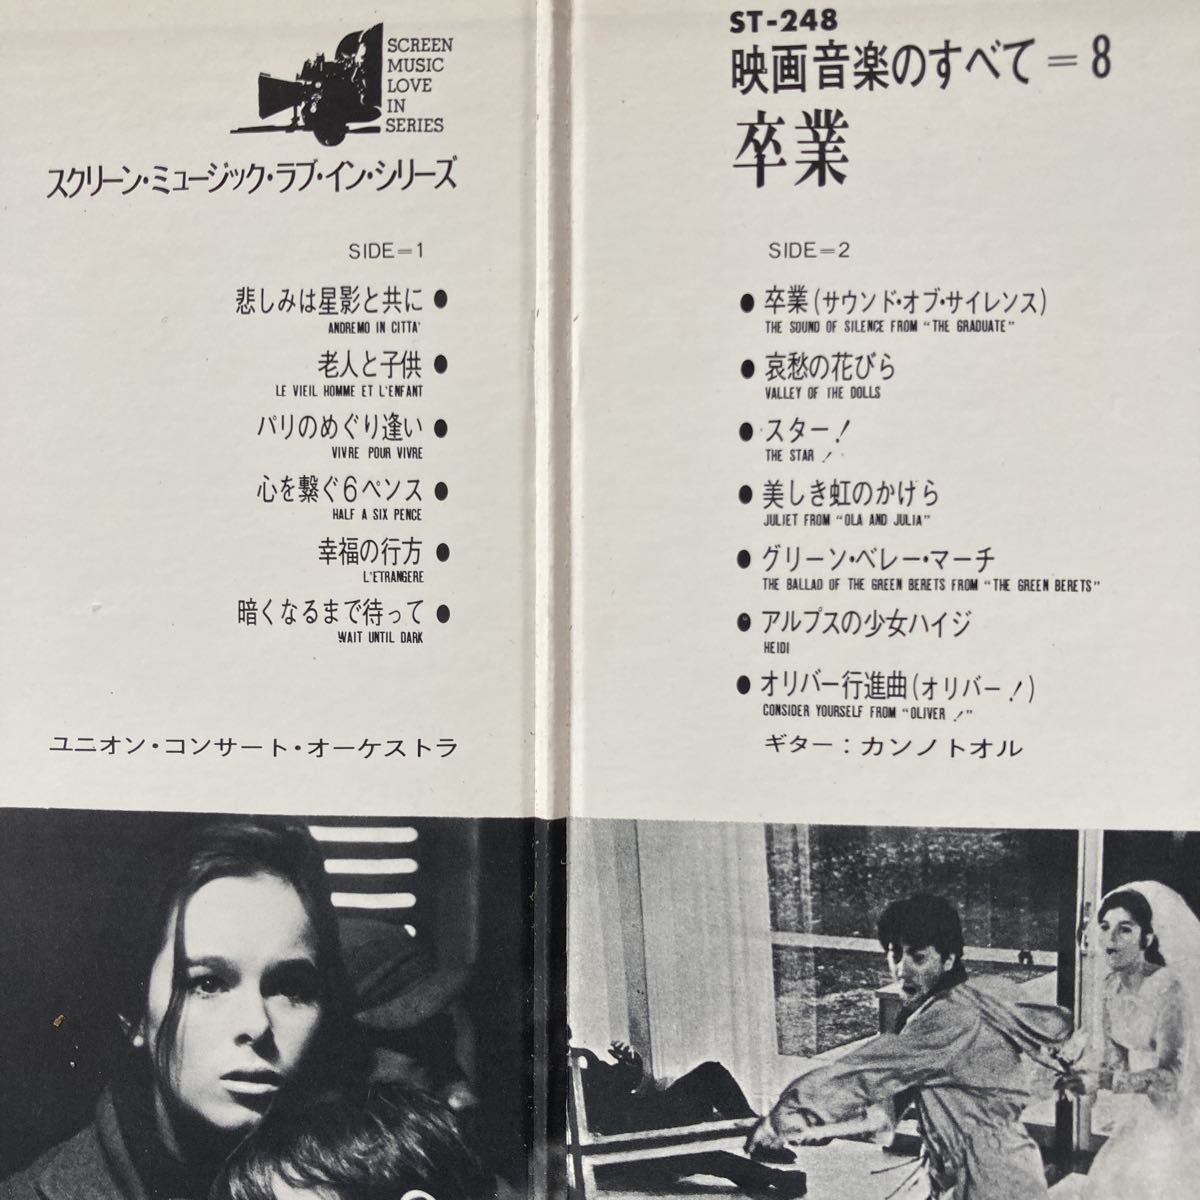 SCREEN
MUSIC
LOVE
IN
SERIES
スクリーン・ミュージック・ラブ・イン・シリーズ
SIDE=1
悲しみは星影と共に ●
ANDREMO IN CITTA'
老人と子供 ●
LE VIEIL HOMME ET L'ENFANT
パリのめぐり逢い ●
VIVRE POUR VIVRE
心を繋ぐ6ペンス ●
HALF A SIX PENCE
幸福の行方 ●
L'ETRANGERE
暗くなるまで待って ●
WAIT UNTIL DARK
ユニオン・コンサート・オーケストラ
ST-248
映画音楽のすべて=8
卒業
SIDE=2
● 卒業(サウンド・オブ・サイレンス)
THE SOUND OF SILENCE FROM "THE GRADUATE"
● 哀愁の花びら
VALLEY OF THE DOLLS
● スター!
THE STAR!
● 美しき虹のかけら
JULIET FROM "OLA AND JULIA"
● グリーン・ベレー・マーチ
THE BALLAD OF THE GREEN BERETS FROM "THE GREEN BERETS"
● アルプスの少女ハイジ
HEIDI
● オリバー行進曲(オリバー!)
CONSIDER YOURSELF FROM "OLIVER!"
ギター:カンノトオル